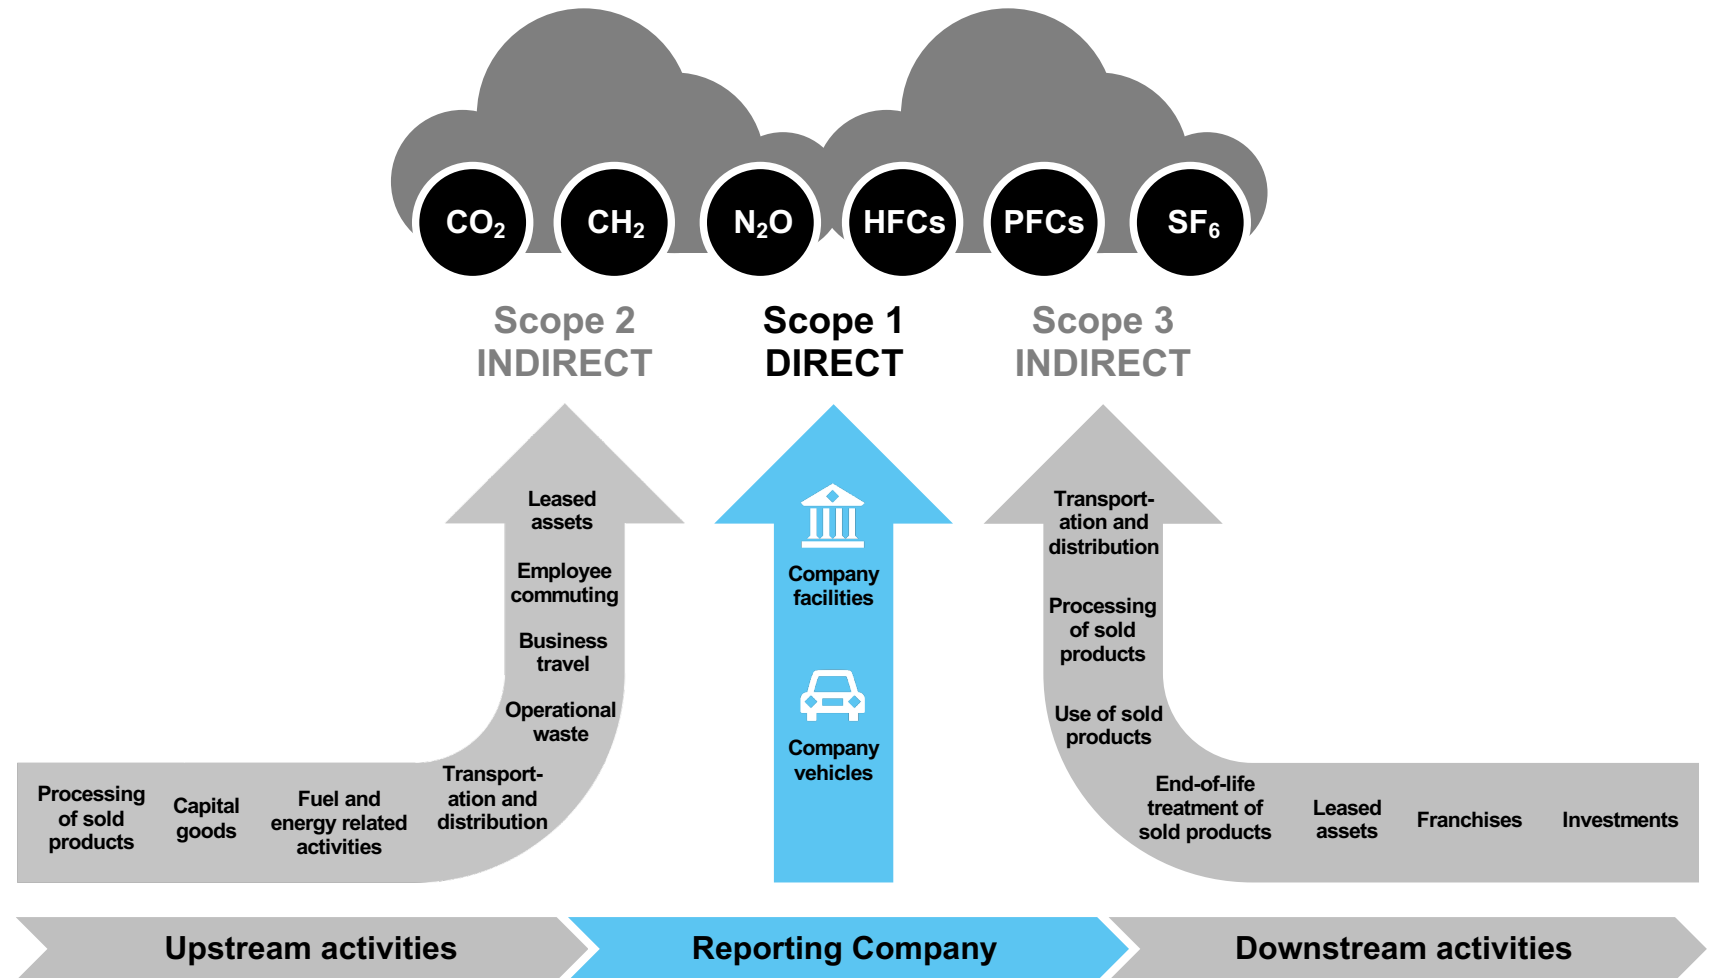 CO₂
CH₂
N₂O
HFCs
PFCs
SF₆
Scope 2
INDIRECT
Scope 1
DIRECT
Scope 3
INDIRECT
Leased
assets
Employee
commuting
Business
travel
Operational
waste
Transport-
ation and
distribution
Fuel and
energy related
activities
Capital
goods
Processing
of sold
products
Company
facilities
Company
vehicles
Transport-
ation and
distribution
Processing
of sold
products
Use of sold
products
End-of-life
treatment of
sold products
Leased
assets
Franchises
Investments
Upstream activities
Reporting Company
Downstream activities